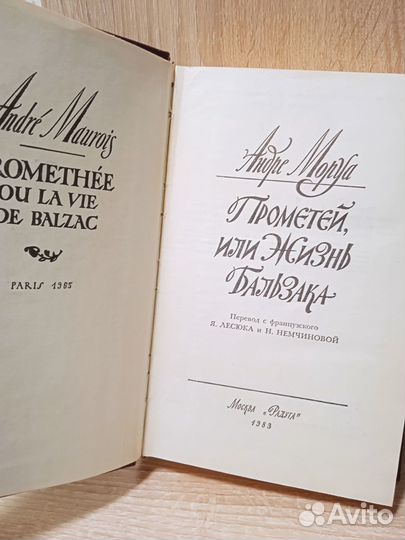 André Maurois
ROMETHÉE
OU LA VIE
DE BALZAC
PARIS 1965
Андре Моруа
Прометей,
или Жизнь
Бальзака
Перевод с французского
Я. ЛЕСЮКА и Н. НЕМЧИНОВОЙ
Москва „Радуга“
1983
Avito